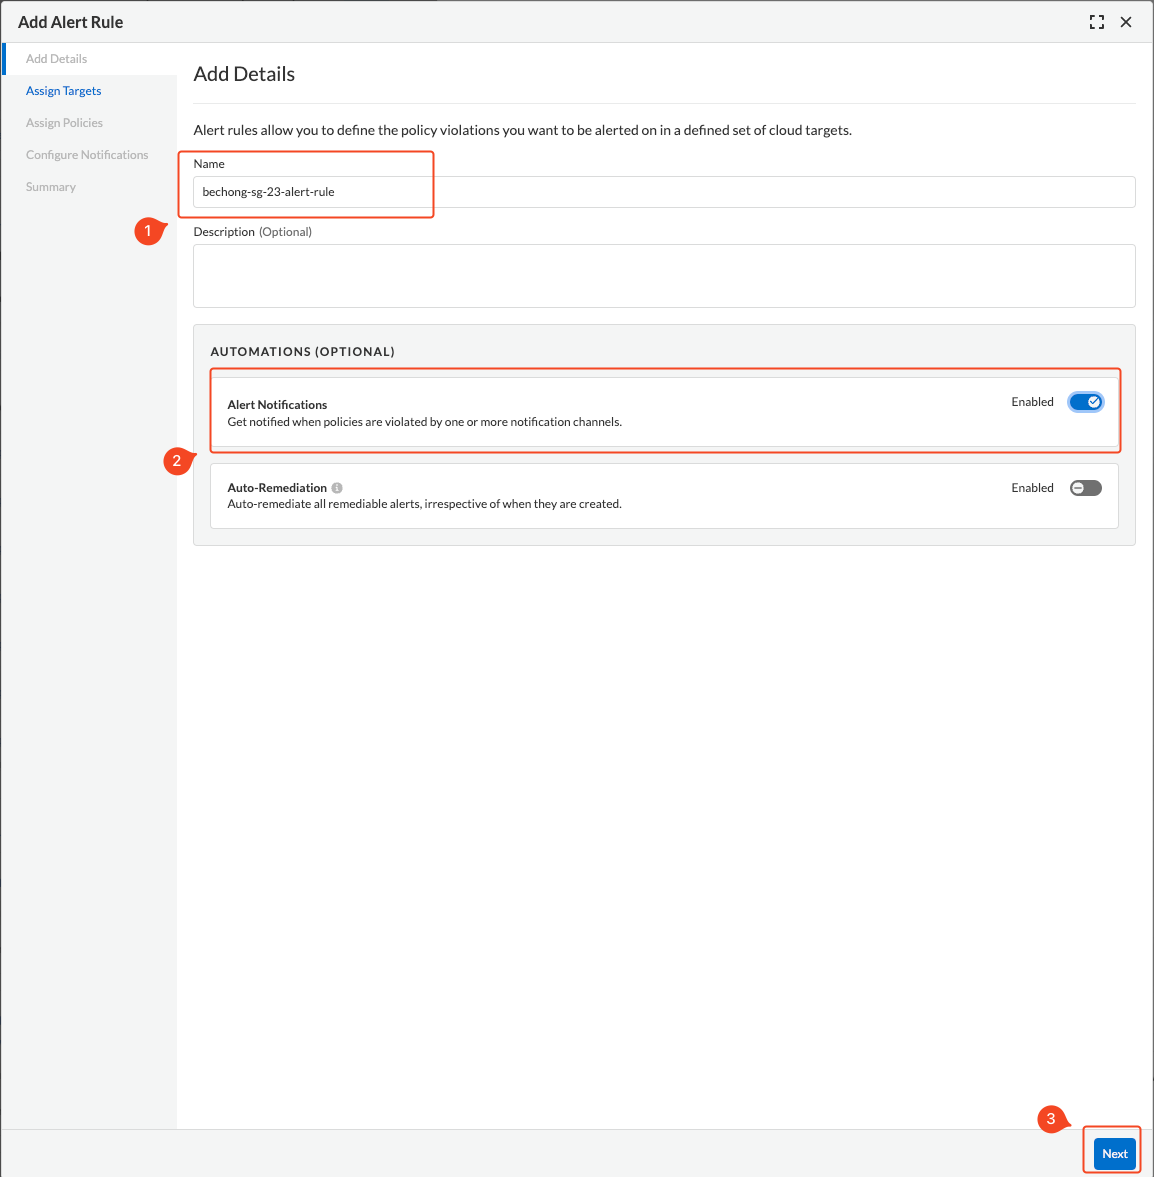 Add Alert Rule
Add Details
Assign Targets
Assign Policies
Configure Notifications
Summary
Add Details
Alert rules allow you to define the policy violations you want to be alerted on in a defined set of cloud targets.
Name
bechong-sg-23-alert-rule
1
Description (Optional)
AUTOMATIONS (OPTIONAL)
Alert Notifications
Get notified when policies are violated by one or more notification channels.
Enabled
2
Auto-Remediation
Auto-remediate all remediable alerts, irrespective of when they are created.
Enabled
3
Next